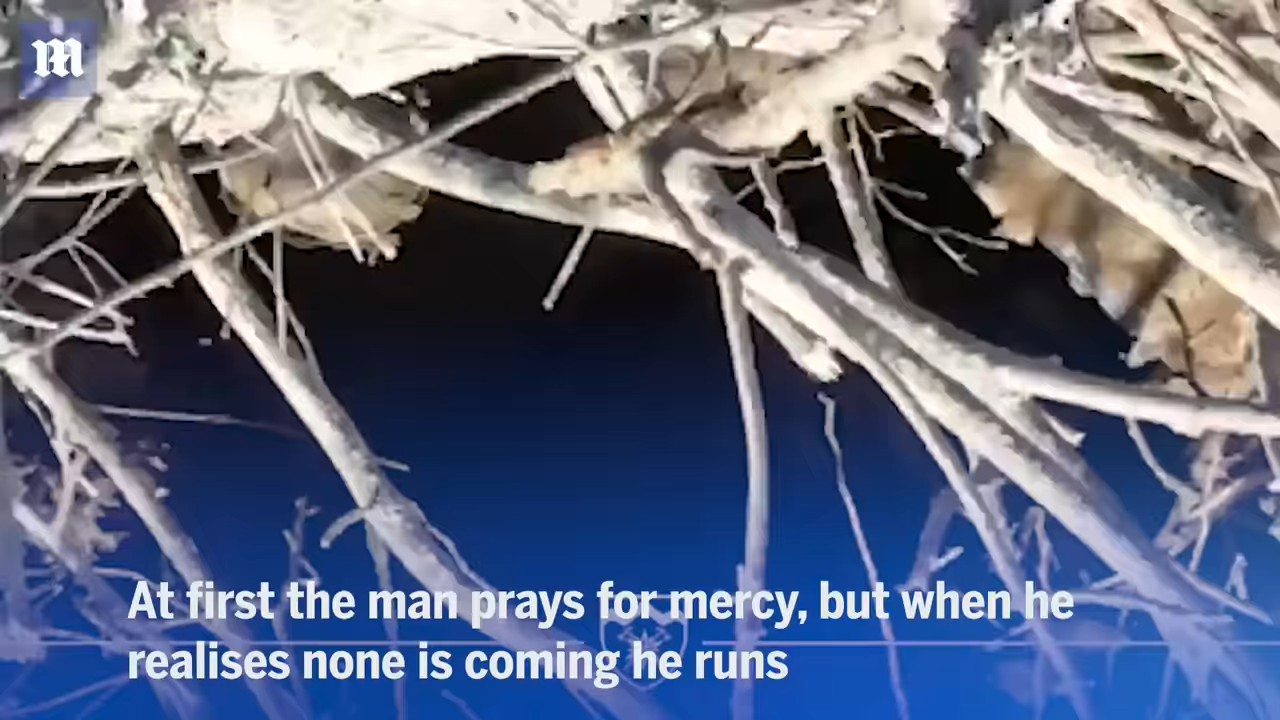 M
At first the man prays for mercy, but when he
realises none is coming he runs